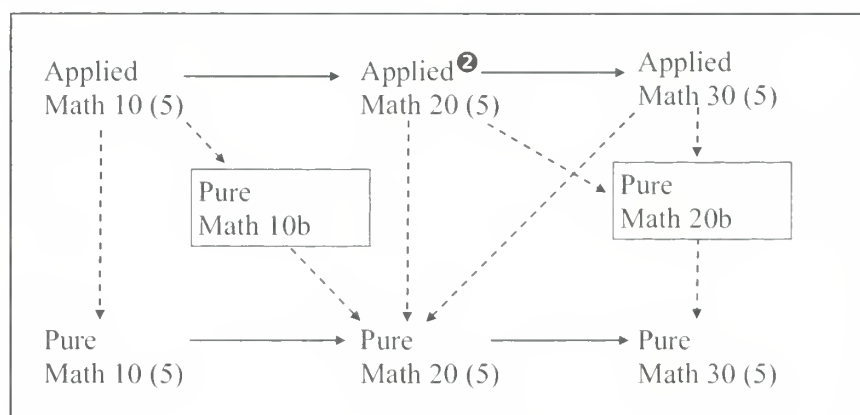 Applied
Math 10 (5)
Applied❷
Math 20 (5)
Applied
Math 30 (5)
Pure
Math 10b
Pure
Math 20b
Pure
Math 10 (5)
Pure
Math 20 (5)
Pure
Math 30 (5)